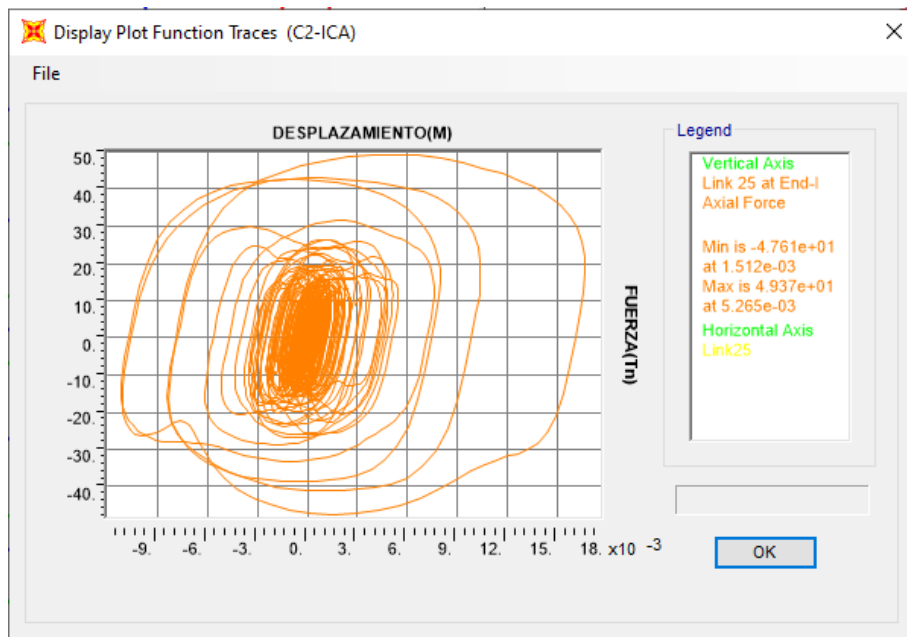 Display Plot Function Traces (C2-ICA)
File
DESPLAZAMIENTO(M)
50.
40.
30.
20.
10.
0.
-10.
-20.
-30.
-40.
-9. -6. -3. 0. 3. 6. 9. 12. 15. 18. x10 -3
FUERZA(Tn)
Legend
Vertical Axis
Link 25 at End-I
Axial Force
Min is -4.761e+01
at 1.512e-03
Max is 4.937e+01
at 5.265e-03
Horizontal Axis
Link25
OK